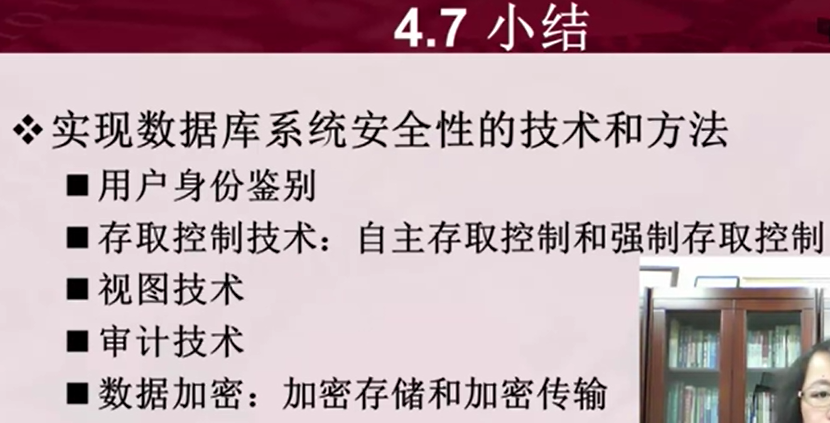 4.7 小结
实现数据库系统安全性的技术和方法
用户身份鉴别
存取控制技术：自主存取控制和强制存取控制
视图技术
审计技术
数据加密：加密存储和加密传输